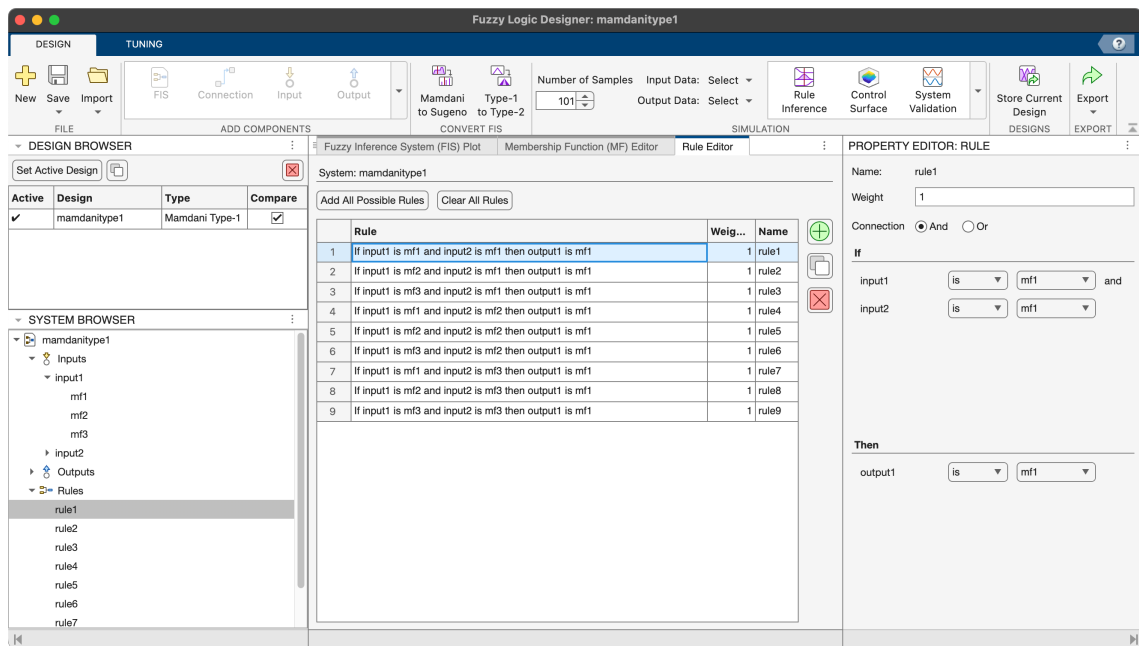 Fuzzy Logic Designer: mamdanitype1
DESIGN TUNING
?
New Save Import
FILE
FIS Connection Input Output
ADD COMPONENTS
Mamdani to Sugeno
Type-1 to Type-2
CONVERT FIS
Number of Samples 101
Input Data: Select
Output Data: Select
Rule Inference
Control Surface
System Validation
SIMULATION
Store Current Design
DESIGNS
Export
EXPORT
DESIGN BROWSER
Set Active Design
Active Design Type Compare
✔ mamdanitype1 Mamdani Type-1
SYSTEM BROWSER
mamdanitype1
Inputs
input1
mf1
mf2
mf3
input2
Outputs
Rules
rule1
rule2
rule3
rule4
rule5
rule6
rule7
Fuzzy Inference System (FIS) Plot Membership Function (MF) Editor Rule Editor
System: mamdanitype1
Add All Possible Rules Clear All Rules
Rule Weig... Name
1 If input1 is mf1 and input2 is mf1 then output1 is mf1 1 rule1
2 If input1 is mf2 and input2 is mf1 then output1 is mf1 1 rule2
3 If input1 is mf3 and input2 is mf1 then output1 is mf1 1 rule3
4 If input1 is mf1 and input2 is mf2 then output1 is mf1 1 rule4
5 If input1 is mf2 and input2 is mf2 then output1 is mf1 1 rule5
6 If input1 is mf3 and input2 is mf2 then output1 is mf1 1 rule6
7 If input1 is mf1 and input2 is mf3 then output1 is mf1 1 rule7
8 If input1 is mf2 and input2 is mf3 then output1 is mf1 1 rule8
9 If input1 is mf3 and input2 is mf3 then output1 is mf1 1 rule9
PROPERTY EDITOR: RULE
Name: rule1
Weight 1
Connection And Or
If
input1 is mf1 and
input2 is mf1
Then
output1 is mf1